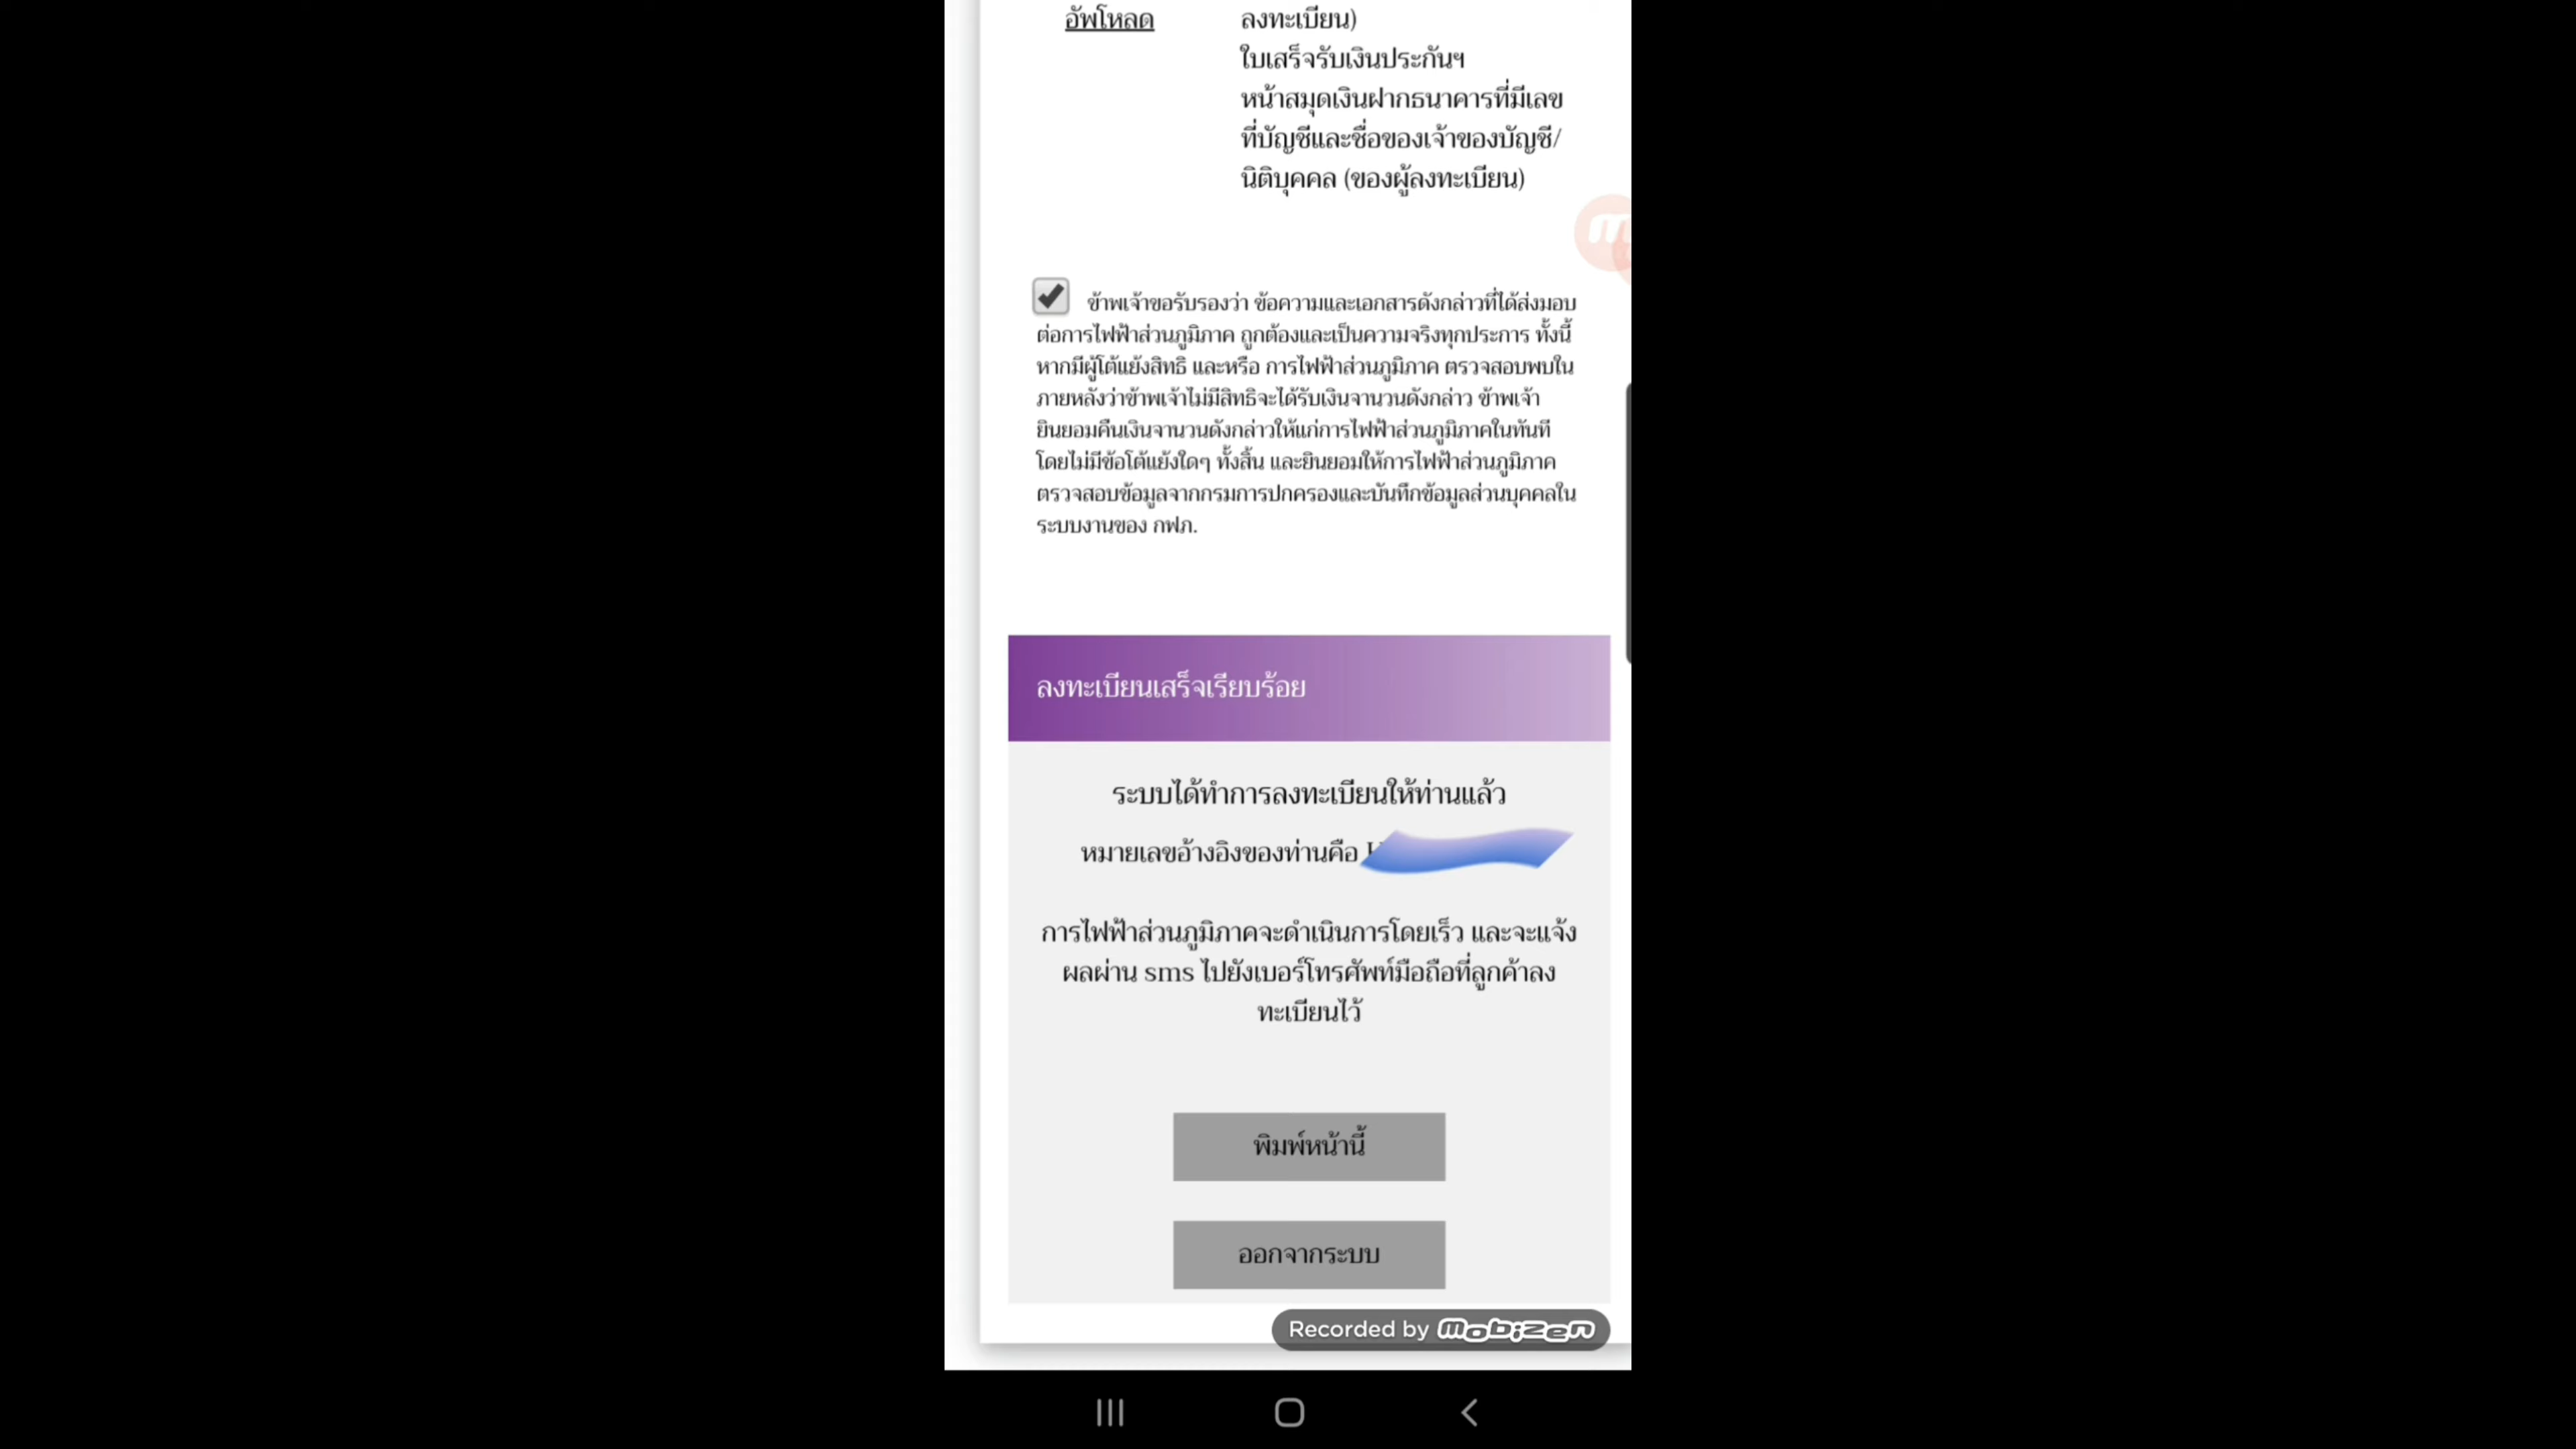 อัพโหลด
ลงทะเบียน)
ใบเสร็จรับเงินประกันฯ
หน้าสมุดเงินฝากธนาคารที่มีเลข
ที่บัญชีและชื่อของเจ้าของบัญชี/
นิติบุคคล (ของผู้ลงทะเบียน)
ข้าพเจ้าขอรับรองว่า ข้อความและเอกสารดังกล่าวที่ได้ส่งมอบ
ต่อการไฟฟ้าส่วนภูมิภาค ถูกต้องและเป็นความจริงทุกประการ ทั้งนี้
หากมีผู้โต้แย้งสิทธิ และหรือ การไฟฟ้าส่วนภูมิภาค ตรวจสอบพบใน
ภายหลังว่าข้าพเจ้าไม่มีสิทธิจะได้รับเงินจำนวนดังกล่าว ข้าพเจ้า
ยินยอมคืนเงินจำนวนดังกล่าวให้แก่การไฟฟ้าส่วนภูมิภาคในทันที
โดยไม่มีข้อโต้แย้งใดๆ ทั้งสิ้น และยินยอมให้การไฟฟ้าส่วนภูมิภาค
ตรวจสอบข้อมูลจากกรมการปกครองและบันทึกข้อมูลส่วนบุคคลใน
ระบบงานของ กฟภ.
ลงทะเบียนเสร็จเรียบร้อย
ระบบได้ทำการลงทะเบียนให้ท่านแล้ว
หมายเลขอ้างอิงของท่านคือ
การไฟฟ้าส่วนภูมิภาคจะดำเนินการโดยเร็ว และจะแจ้ง
ผลผ่าน sms ไปยังเบอร์โทรศัพท์มือถือที่ลูกค้าลง
ทะเบียนไว้
พิมพ์หน้านี้
ออกจากระบบ
Recorded by mobizen